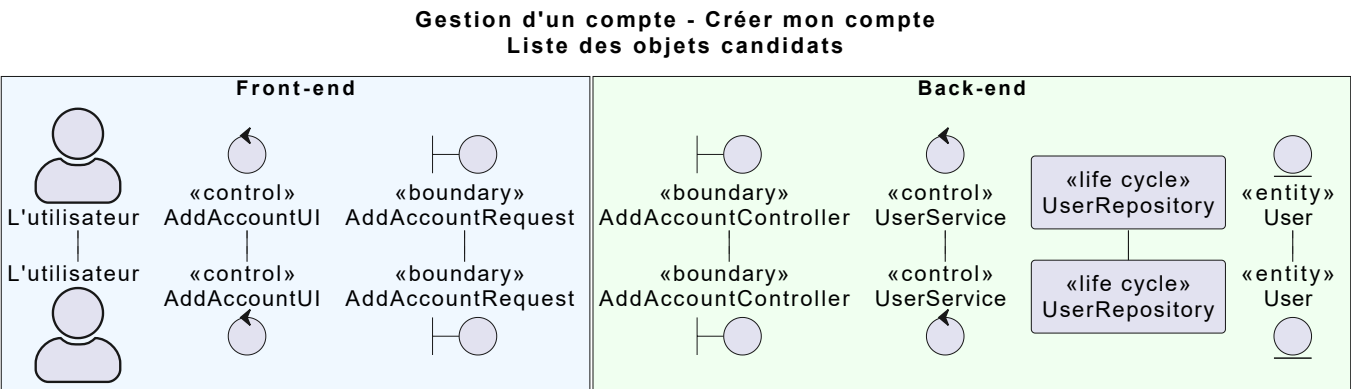 Gestion d'un compte - Créer mon compte
Liste des objets candidats
Front-end
Back-end
L'utilisateur
«control»
AddAccountUI
«boundary»
AddAccountRequest
«boundary»
AddAccountController
«control»
UserService
«life cycle»
UserRepository
«entity»
User
L'utilisateur
«control»
AddAccountUI
«boundary»
AddAccountRequest
«boundary»
AddAccountController
«control»
UserService
«life cycle»
UserRepository
«entity»
User